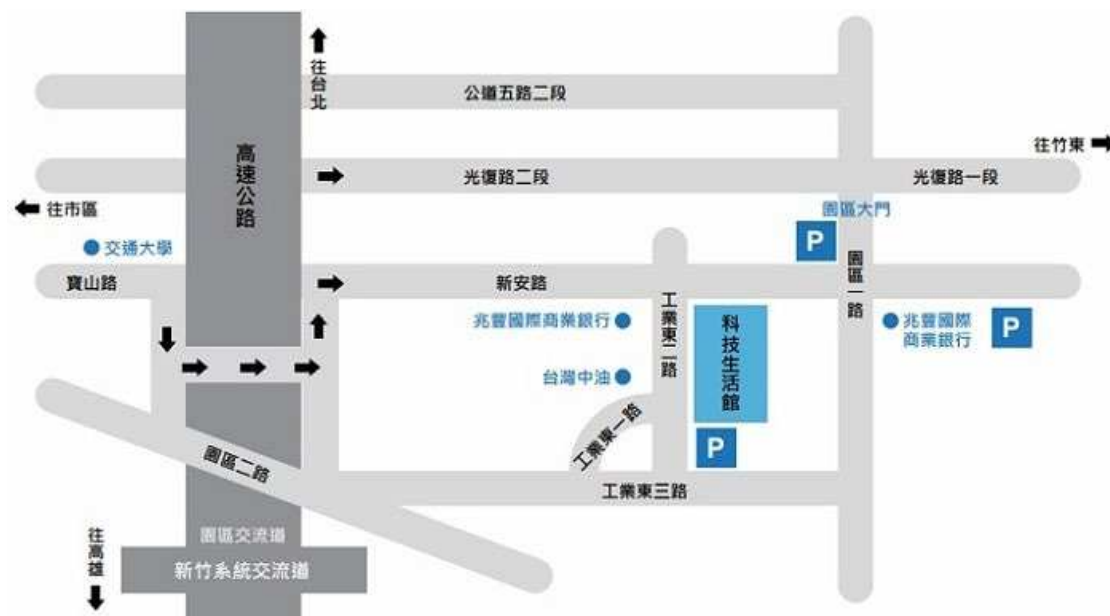 往台北
公道五路二段
高速公路
往竹東
光復路二段
光復路一段
往市區
園區大門
P
交通大學
寶山路
新安路
園區一路
工業東二路
兆豐國際商業銀行
科技生活館
兆豐國際
商業銀行
P
台灣中油
工業東一路
P
園區二路
工業東三路
往高雄
園區交流道
新竹系統交流道